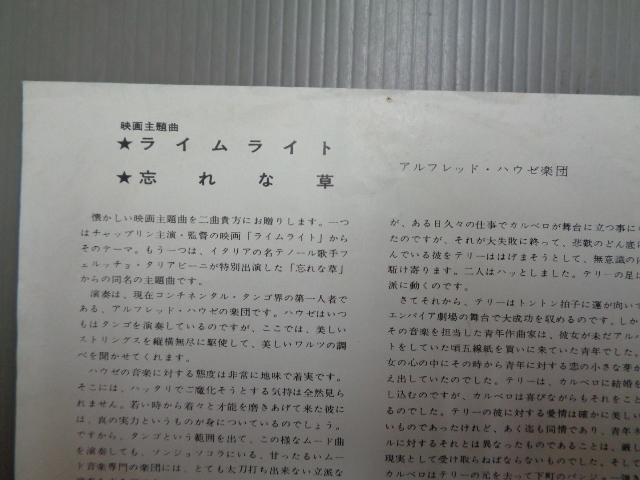 映画主題曲
★ライムライト
★忘れな草
アルフレッド・ハウゼ楽団
懐かしい映画主題曲を二曲貴方にお贈りします。一つ
はチャップリン主演・監督の映画「ライムライト」から
そのテーマ。もう一つは、イタリアの名テノール歌手フ
ェルッチョ・タリアビーニが特別出演した「忘れな草」
からの同名の主題曲です。
演奏は、現在コンチネンタル・タンゴ界の第一人者で
ある、アルフレッド・ハウゼの楽団です。ハウゼはいつ
もはタンゴを演奏しているのですが、ここでは、美しい
ストリングスを縦横無尽に駆使して、美しいワルツの調
べを聞かせてくれます。
ハウゼの音楽に対する態度は非常に地味で着実です。
そこには、ハッタリでゴ魔化そうとする気持は全然見ら
れません。若い時から着々と才能を磨きあげて来た彼に
は、真の実力というものが身についているのでしょう。
ですから、タンゴという範囲を出て、この様なムード曲
を演奏しても、ソンジョソコラにいる、甘ったるいムー
ド音楽専門の楽団には、とても太刀打ち出来ない立派な
が、ある日久々の仕事でカルベロが舞台に立つ事に
たのですが、それが大失敗に終って、悲歎のどん底に
んでいる彼をテリーははげまそうとして、無意識の
駆け寄ります。二人はハッとしました。テリーの足は
派に動くのです。
さてそれから、テリーはトントン拍子に運が向いて
エンパイア劇場の舞台で大成功を収めるのです。しか
その音楽を担当した青年作曲家は、彼女が未だアルバ
トをしていた頃五線紙を買いに来ていた青年でした。
女の心の中にその時から青年に対する恋の小さな芽が
え出していたのでした。テリーは、カルベロに結婚を
し込むのですが、カルベロは喜びながらもそれをこと
るのでした。テリーの彼に対する愛情は確かに美しい
いものであったけれど、あく迄も同情であり、青年ネ
ルに対するそれとは異なったものであることは、厳し
現実として受け取らねばならないものでした。そして
カルベロはテリーの元を去って下町のバンジョー弾き